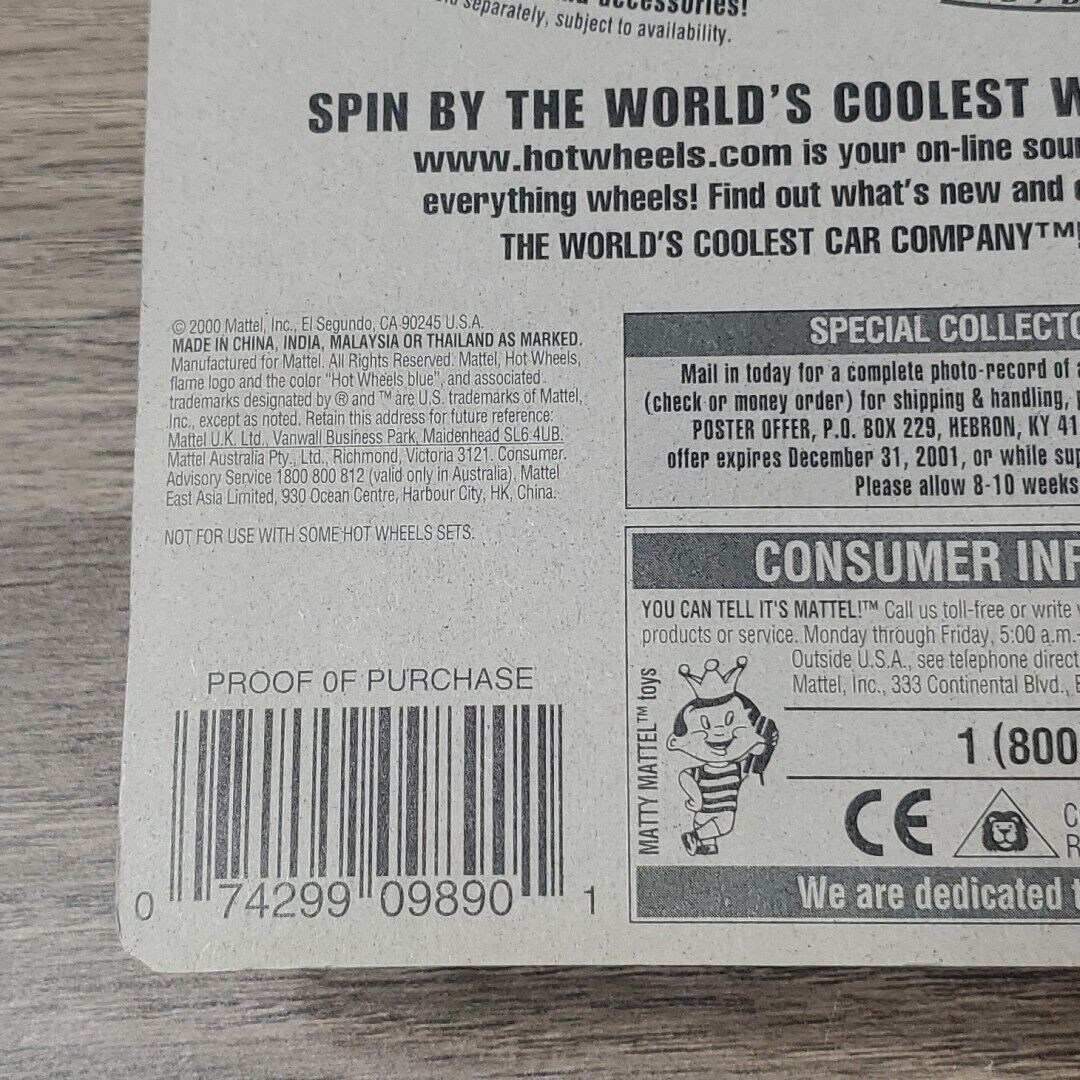 accessories!
separately, subject to availability.
SPIN BY THE WORLD'S COOLEST
www.hotwheels.com is your on-line
everything wheels! Find out what's new and
THE WORLD'S COOLEST CAR COMPANY™!
© 2000 Mattel, Inc., El Segundo, CA 90245 U.S.A.
MADE IN CHINA, INDIA, MALAYSIA OR THAILAND AS MARKED.
Manufactured for Mattel. All Rights Reserved. Mattel, Hot Wheels,
flame logo and the color "Hot Wheels blue", and associated
trademarks designated by ® and ™ are U.S. trademarks of Mattel,
Inc., except as noted. Retain this address for future reference:
Mattel U.K. Ltd., Vanwall Business Park, Maidenhead SL6 4UB.
Mattel Australia Pty., Ltd., Richmond, Victoria 3121. Consumer
Advisory Service 1800 800 812 (valid only in Australia). Mattel
East Asia Limited, 930 Ocean Centre, Harbour City, HK, China.
NOT FOR USE WITH SOME HOT WHEELS SETS.
PROOF OF PURCHASE
0 74299 09890 1
SPECIAL
Mail in today for a complete photo-record of
(check or money order) for shipping & handling,
POSTER OFFER, P.O. BOX 229, HEBRON, KY 41
offer expires December 31, 2001, or while
Please allow 8-10 weeks
CONSUMER
YOU CAN TELL IT'S MATTEL!™ Call us toll-free or write
products or service. Monday through Friday, 5:00 a.m.
Outside U.S.A., see telephone
Mattel, Inc., 333 Continental Blvd.,
MATTY MATTEL™ toys
1 (800
CE
We are dedicated